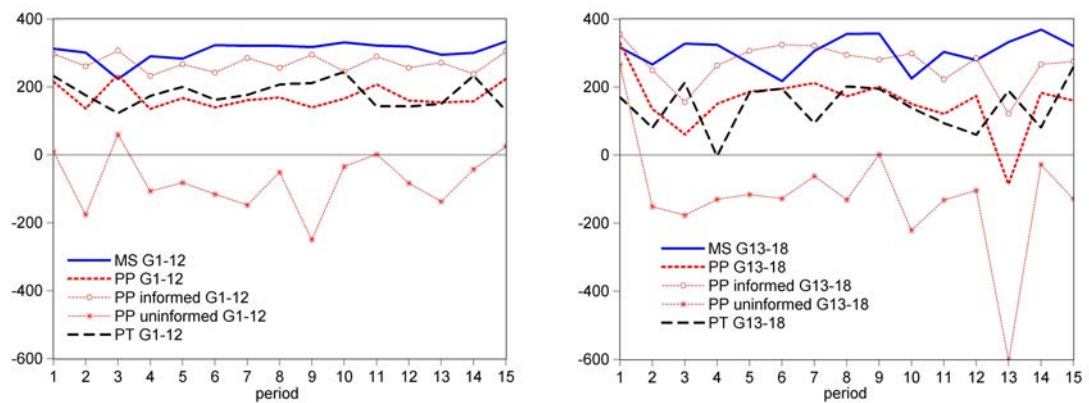 400
200
0
-200
-400
-600
MS G1-12
PP G1-12
PP informed G1-12
PP uninformed G1-12
PT G1-12
1 2 3 4 5 6 7 8 9 10 11 12 13 14 15
period
400
200
0
-200
-400
-600
MS G13-18
PP G13-18
PP informed G13-18
PP uninformed G13-18
PT G13-18
1 2 3 4 5 6 7 8 9 10 11 12 13 14 15
period